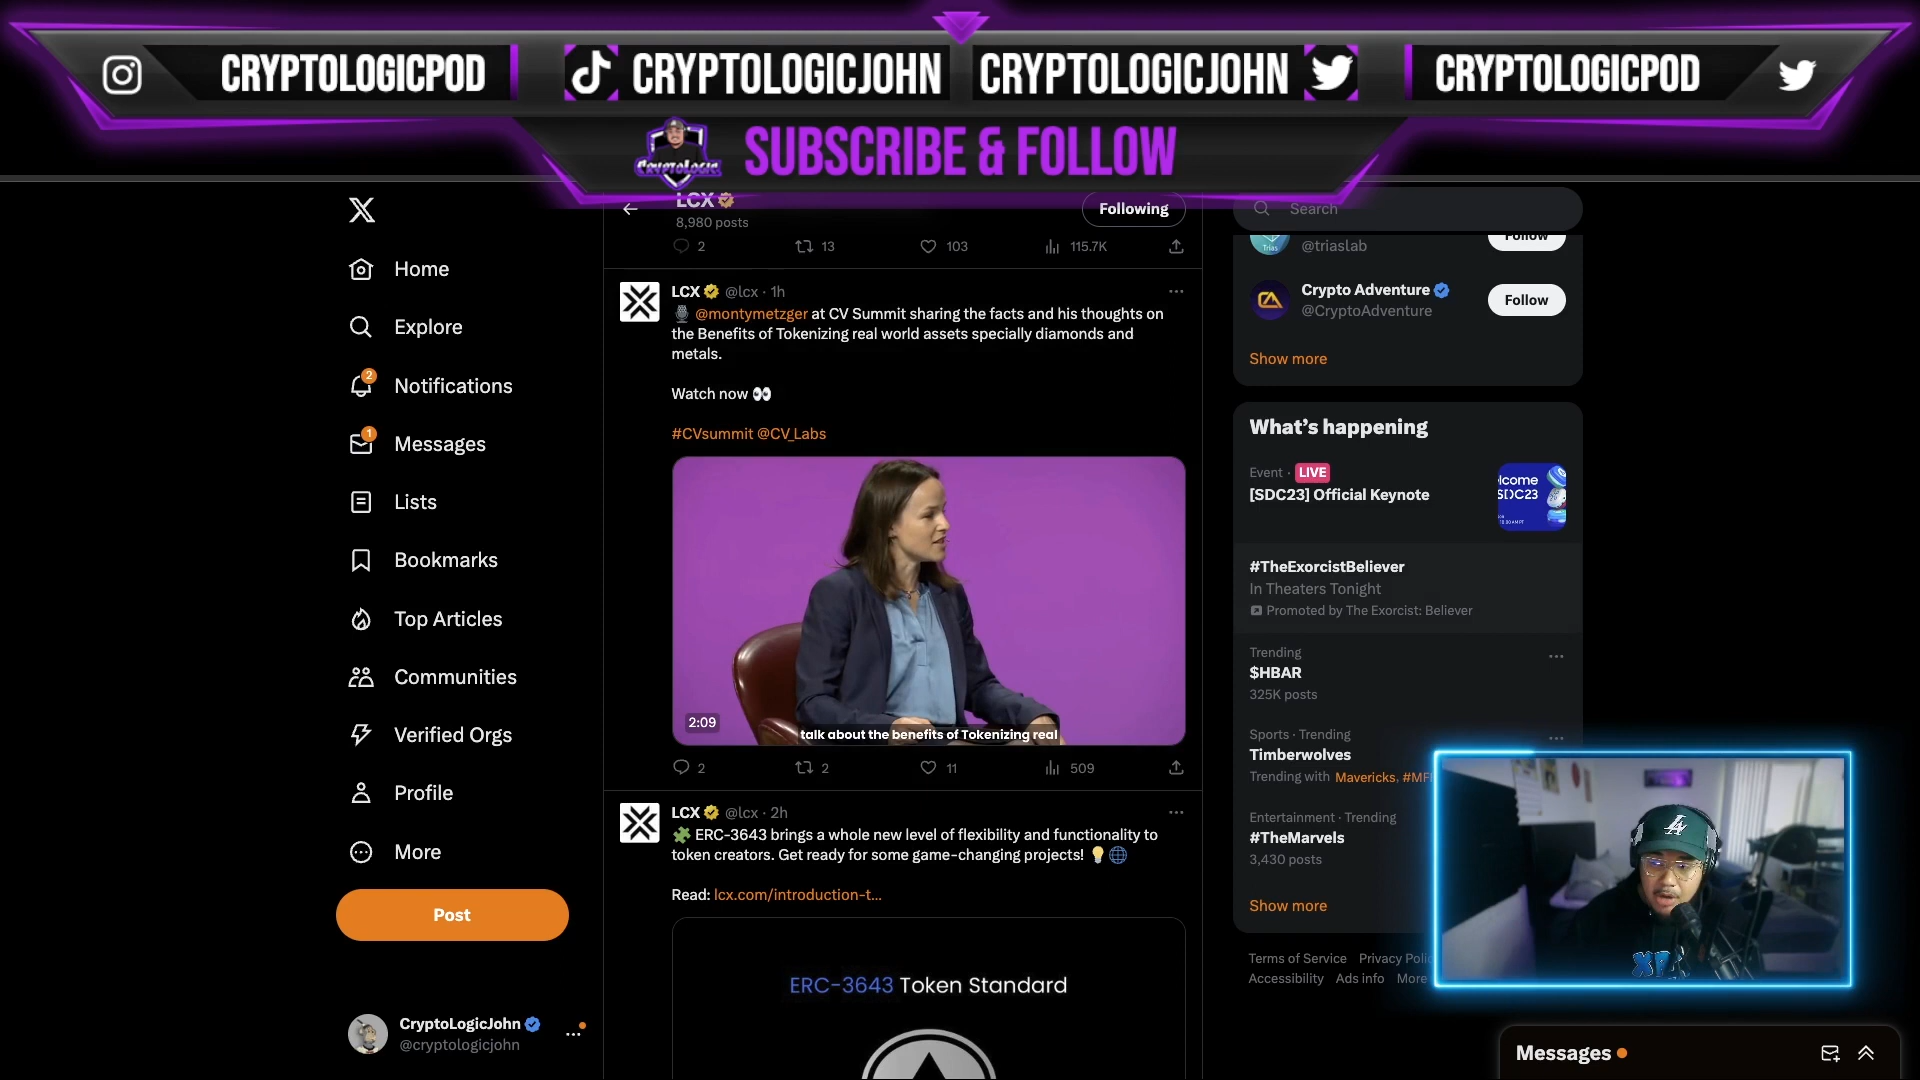 CRYPTOLOGICPOD
CRYPTOLOGICJOHN
CRYPTOLOGICJOHN
CRYPTOLOGICPOD
CRYPTOLOGIC
SUBSCRIBE & FOLLOW
X
Home
Explore
2
Notifications
1
Messages
Lists
Bookmarks
Top Articles
Communities
Verified Orgs
Profile
More
Post
CryptoLogicJohn
@cryptologicjohn
LCX
8,980 posts
Following
2 13 103 115.7K
LCX @lcx · 1h
@montymetzger at CV Summit sharing the facts and his thoughts on
the Benefits of Tokenizing real world assets specially diamonds and
metals.
Watch now 👀
#CVsummit @CV_Labs
2:09
talk about the benefits of Tokenizing real
2 2 11 509
LCX @lcx · 2h
🧩 ERC-3643 brings a whole new level of flexibility and functionality to
token creators. Get ready for some game-changing projects! 💡🌐
Read: lcx.com/introduction-t...
ERC-3643 Token Standard
Search
Trias
@triaslab
Follow
Crypto Adventure
@CryptoAdventure
Follow
Show more
What's happening
Event · LIVE
[SDC23] Official Keynote
lcome
SDC23
#TheExorcistBeliever
In Theaters Tonight
Promoted by The Exorcist: Believer
Trending
$HBAR
325K posts
Sports · Trending
Timberwolves
Trending with Mavericks, #MF
Entertainment · Trending
#TheMarvels
3,430 posts
Show more
Terms of Service Privacy Polic
Accessibility Ads info More
LA
Messages